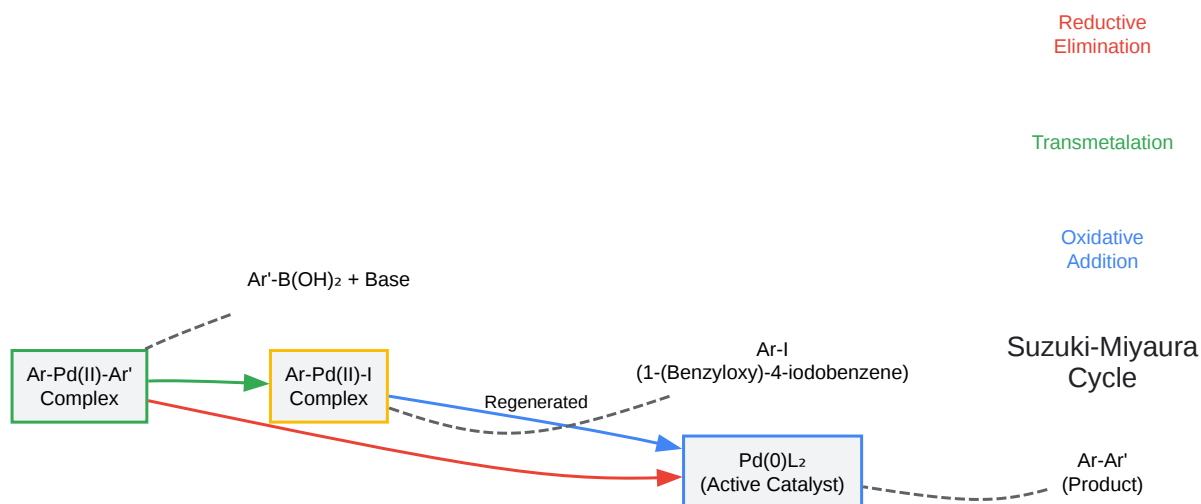 Reductive
Elimination
Transmetalation
Oxidative
Addition
Ar'-B(OH)₂ + Base
Suzuki-Miyaura
Cycle
Ar-I
(1-(Benzyloxy)-4-iodobenzene)
Ar-Pd(II)-Ar'
Complex
Ar-Pd(II)-I
Complex
Regenerated
Pd(0)L₂
(Active Catalyst)
Ar-Ar'
(Product)